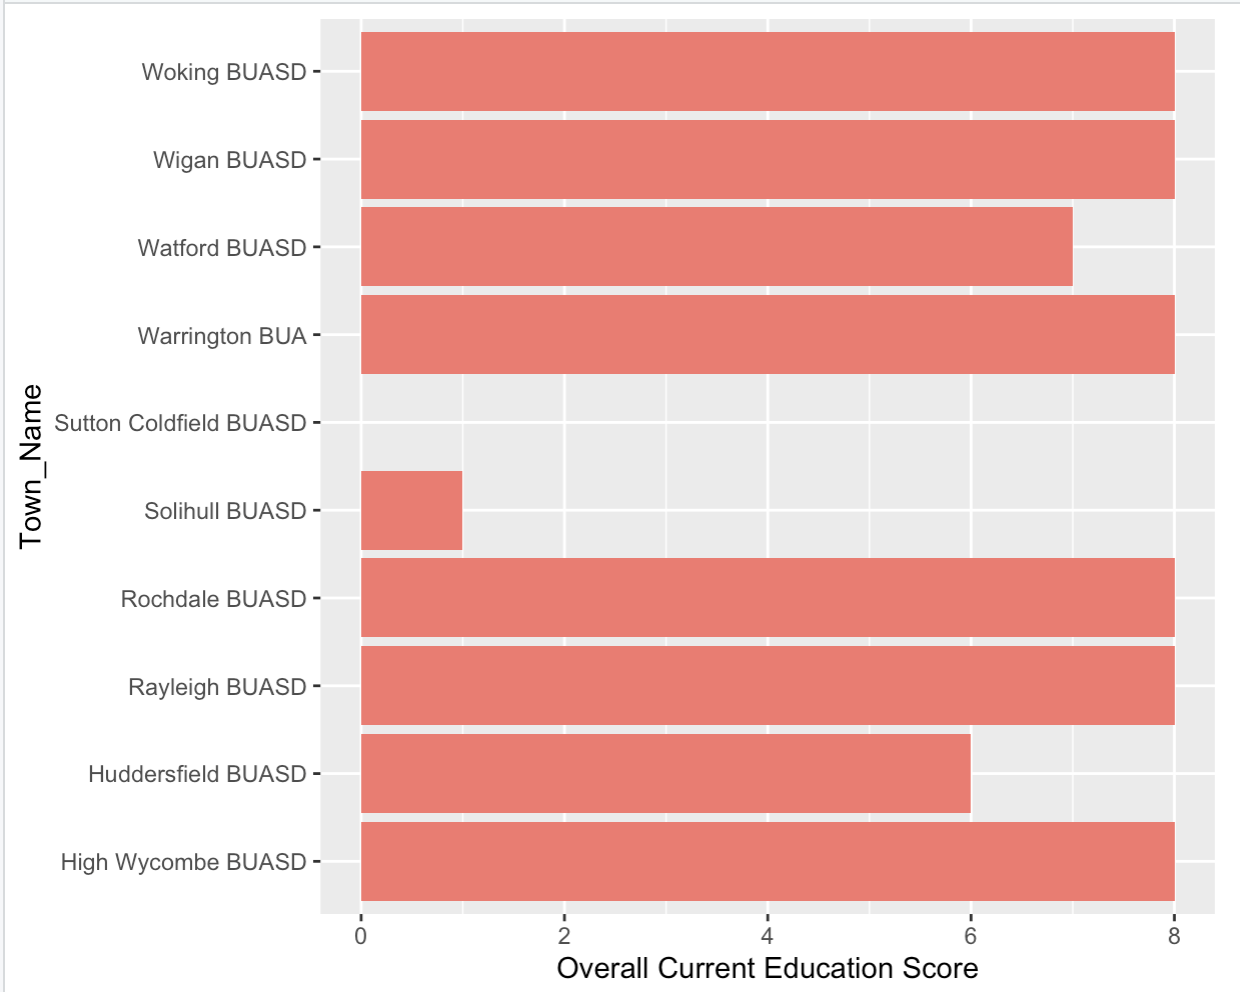 Woking BUASD
Wigan BUASD
Watford BUASD
Warrington BUA
Sutton Coldfield BUASD
Solihull BUASD
Rochdale BUASD
Rayleigh BUASD
Huddersfield BUASD
High Wycombe BUASD
Town_Name
0 2 4 6 8
Overall Current Education Score